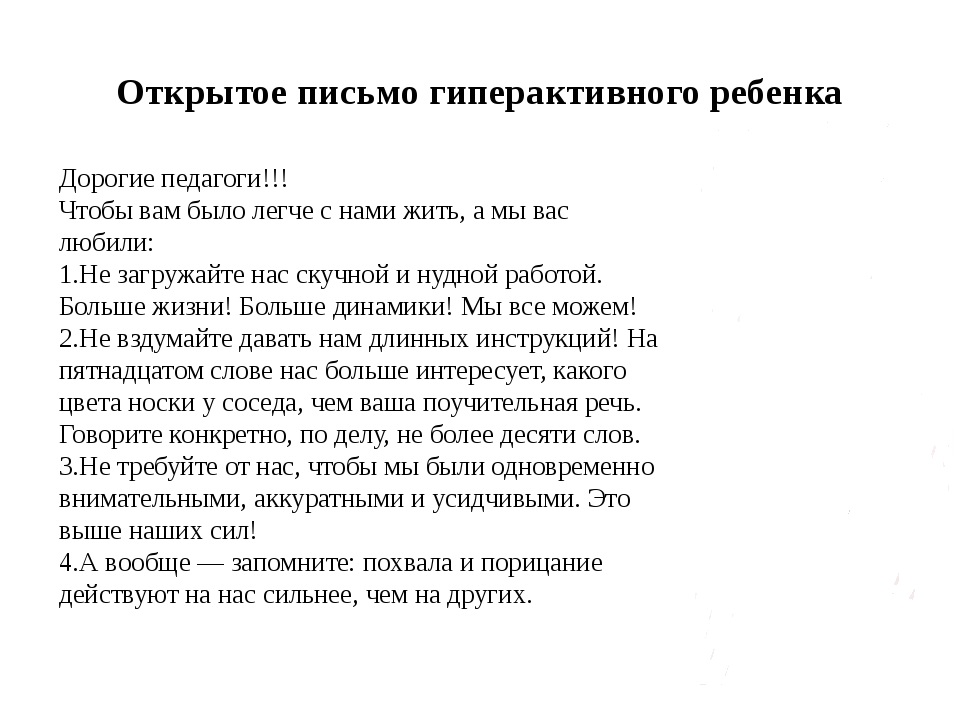 Открытое письмо гиперактивного ребенка
Дорогие педагоги!!!
Чтобы вам было легче с нами жить, а мы вас
любили:
1.Не загружайте нас скучной и нудной работой.
Больше жизни! Больше динамики! Мы все можем!
2.Не вздумайте давать нам длинных инструкций! На
пятнадцатом слове нас больше интересует, какого
цвета носки у соседа, чем ваша поучительная речь.
Говорите конкретно, по делу, не более десяти слов.
3.Не требуйте от нас, чтобы мы были одновременно
внимательными, аккуратными и усидчивыми. Это
выше наших сил!
4.А вообще — запомните: похвала и порицание
действуют на нас сильнее, чем на других.